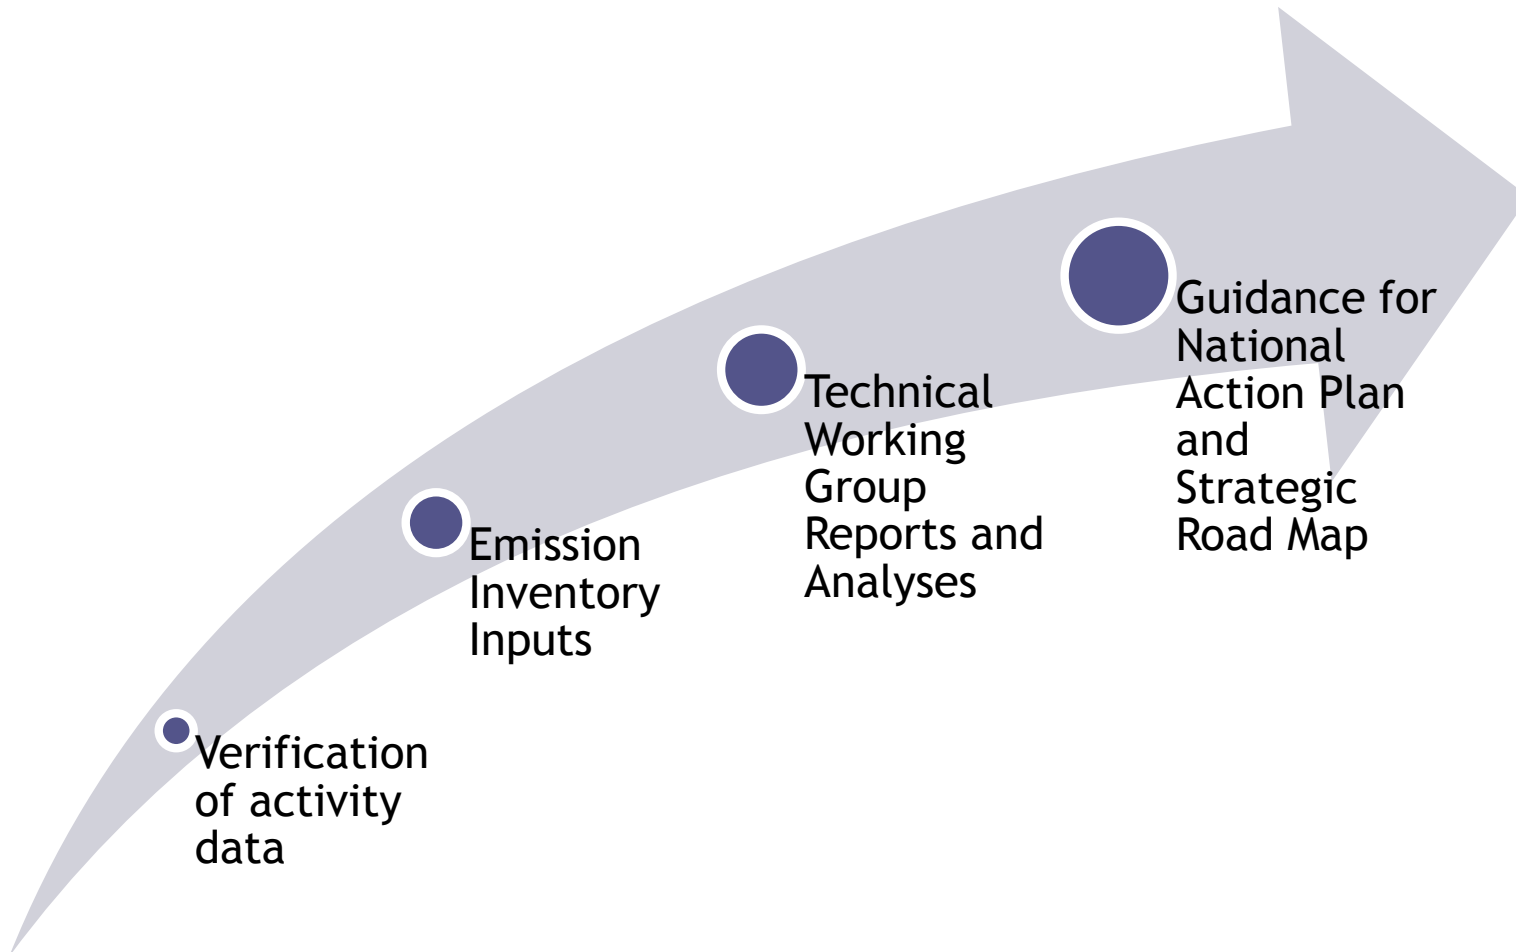 Verification
of activity
data
Emission
Inventory
Inputs
Technical
Working
Group
Reports and
Analyses
Guidance for
National
Action Plan
and
Strategic
Road Map